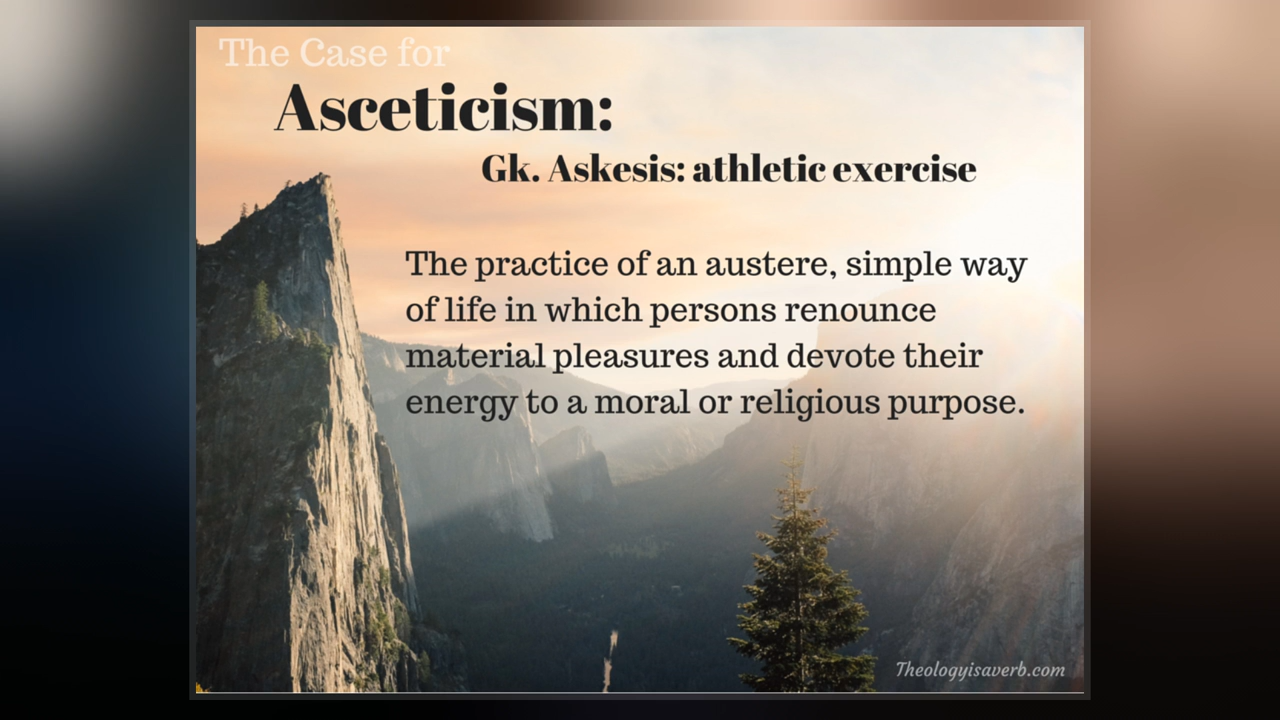 The Case for
Asceticism:
Gk. Askesis: athletic exercise
The practice of an austere, simple way
of life in which persons renounce
material pleasures and devote their
energy to a moral or religious purpose.
Theologyisaverb.com